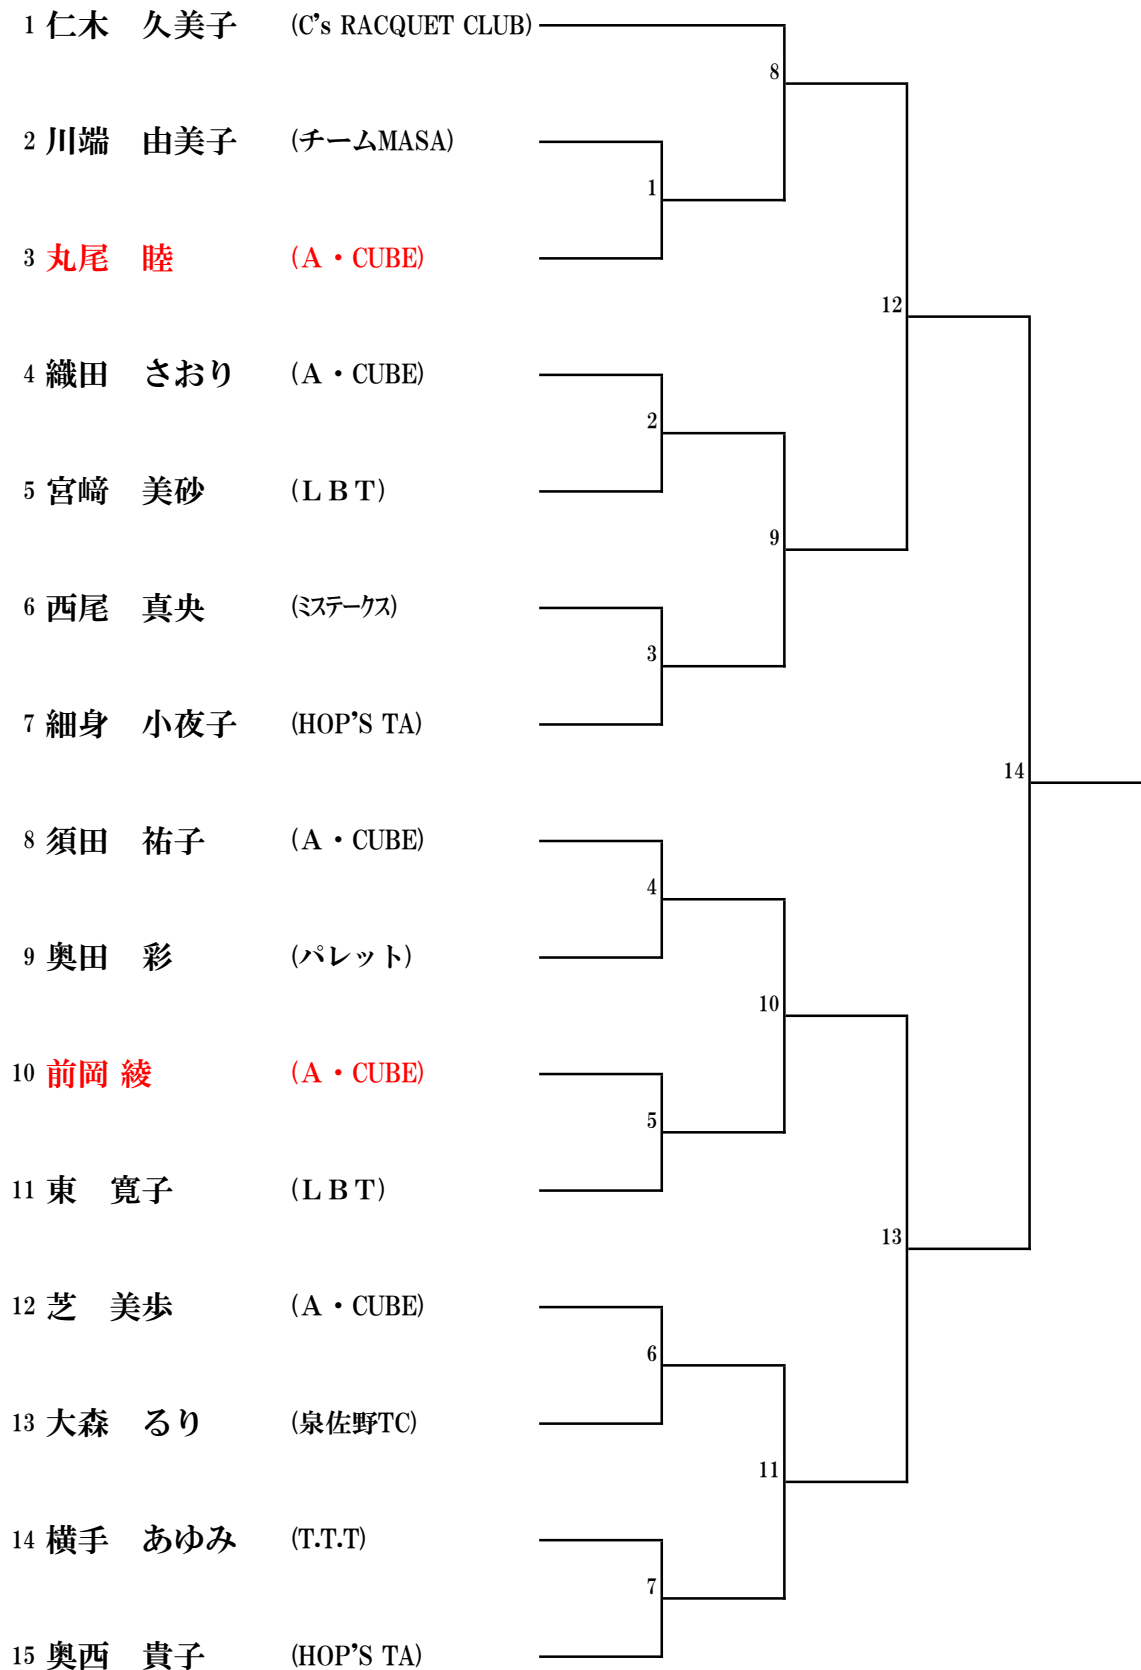 1 仁木 久美子 (C's RACQUET CLUB)
8
2 川端 由美子 (チームMASA)
1
3 丸尾 睦 (A・CUBE)
12
4 織田 さおり (A・CUBE)
2
5 宮﨑 美砂 (LBT)
9
6 西尾 真央 (ミステークス)
3
7 細身 小夜子 (HOP'S TA)
14
8 須田 祐子 (A・CUBE)
4
9 奥田 彩 (パレット)
10
10 前岡 綾 (A・CUBE)
5
11 東 寛子 (LBT)
13
12 芝 美歩 (A・CUBE)
6
13 大森 るり (泉佐野TC)
11
14 横手 あゆみ (T.T.T)
7
15 奥西 貴子 (HOP'S TA)